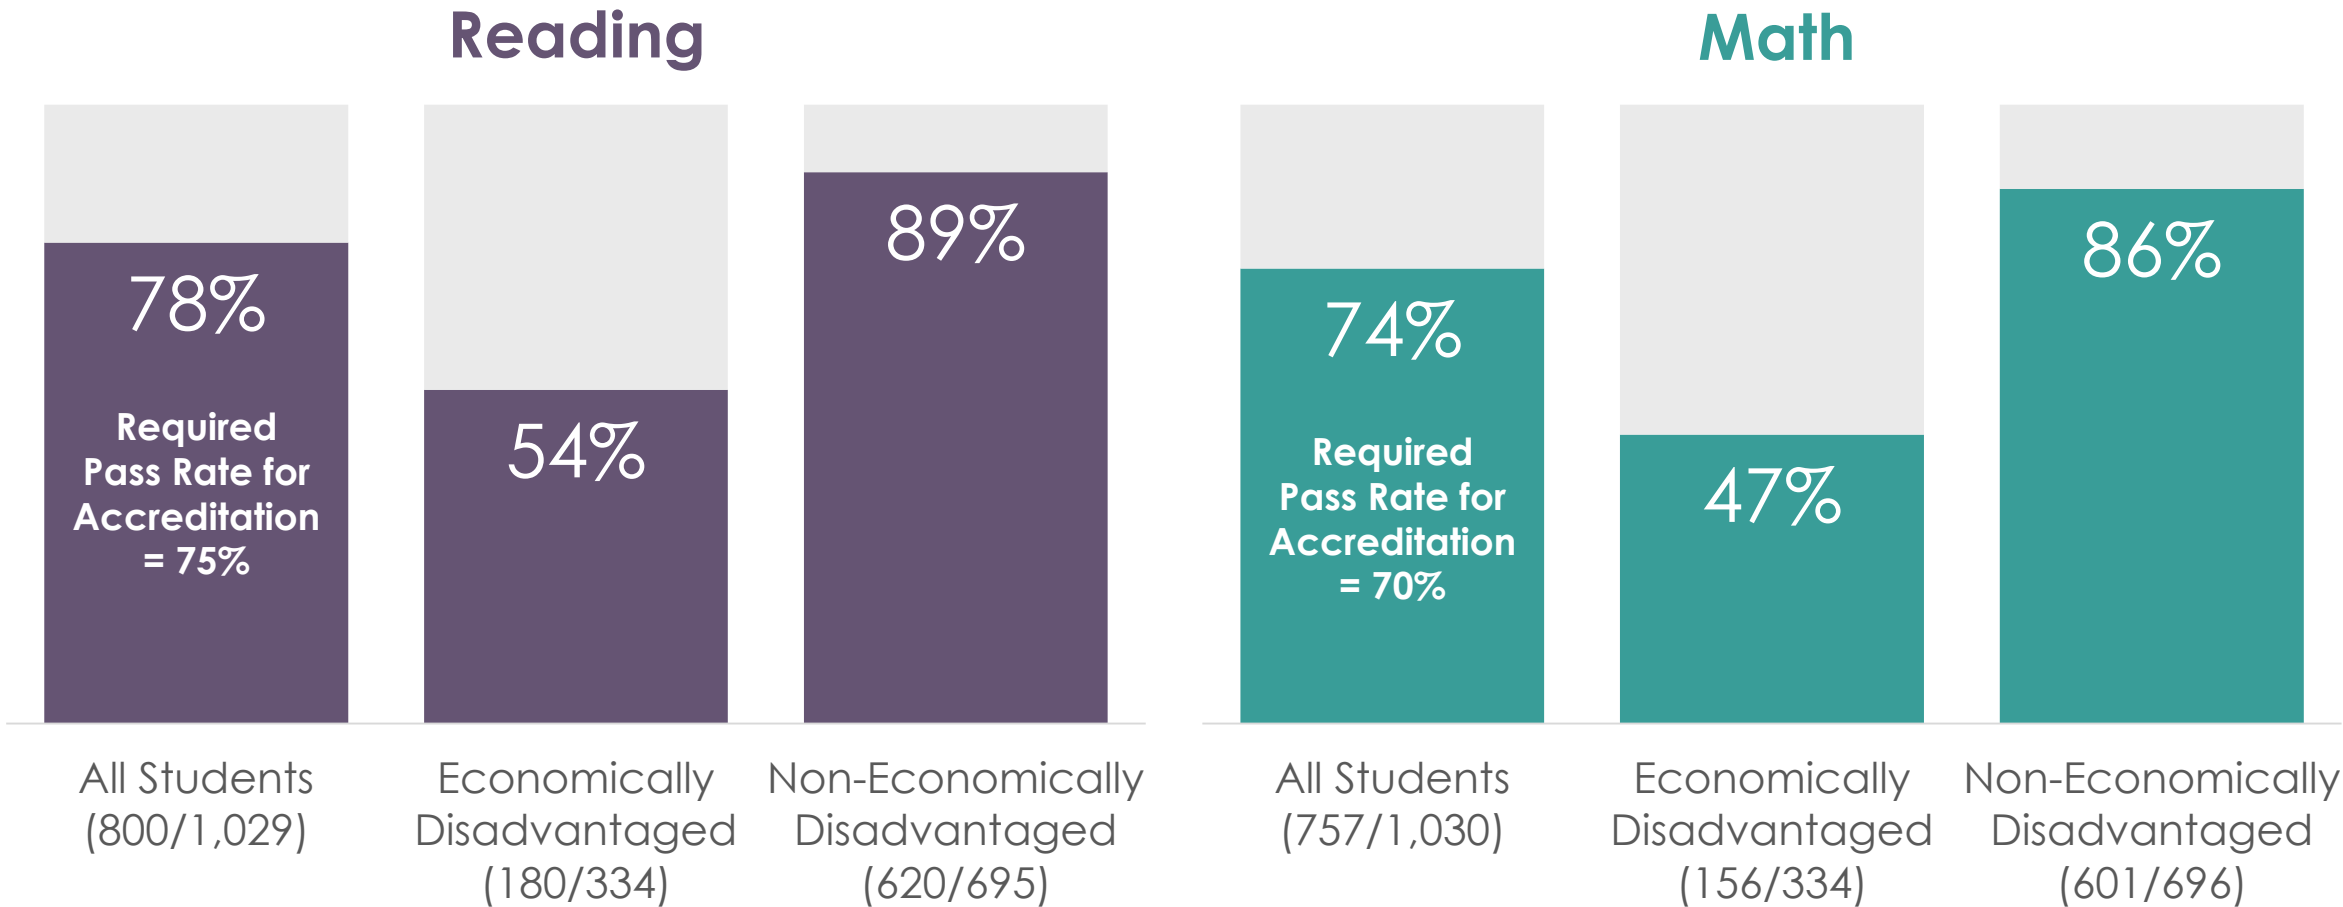 Reading
78%
Required
Pass Rate for
Accreditation
= 75%
54%
89%
All Students
(800/1,029)
Economically
Disadvantaged
(180/334)
Non-Economically
Disadvantaged
(620/695)
Math
74%
Required
Pass Rate for
Accreditation
= 70%
47%
86%
All Students
(757/1,030)
Economically
Disadvantaged
(156/334)
Non-Economically
Disadvantaged
(601/696)